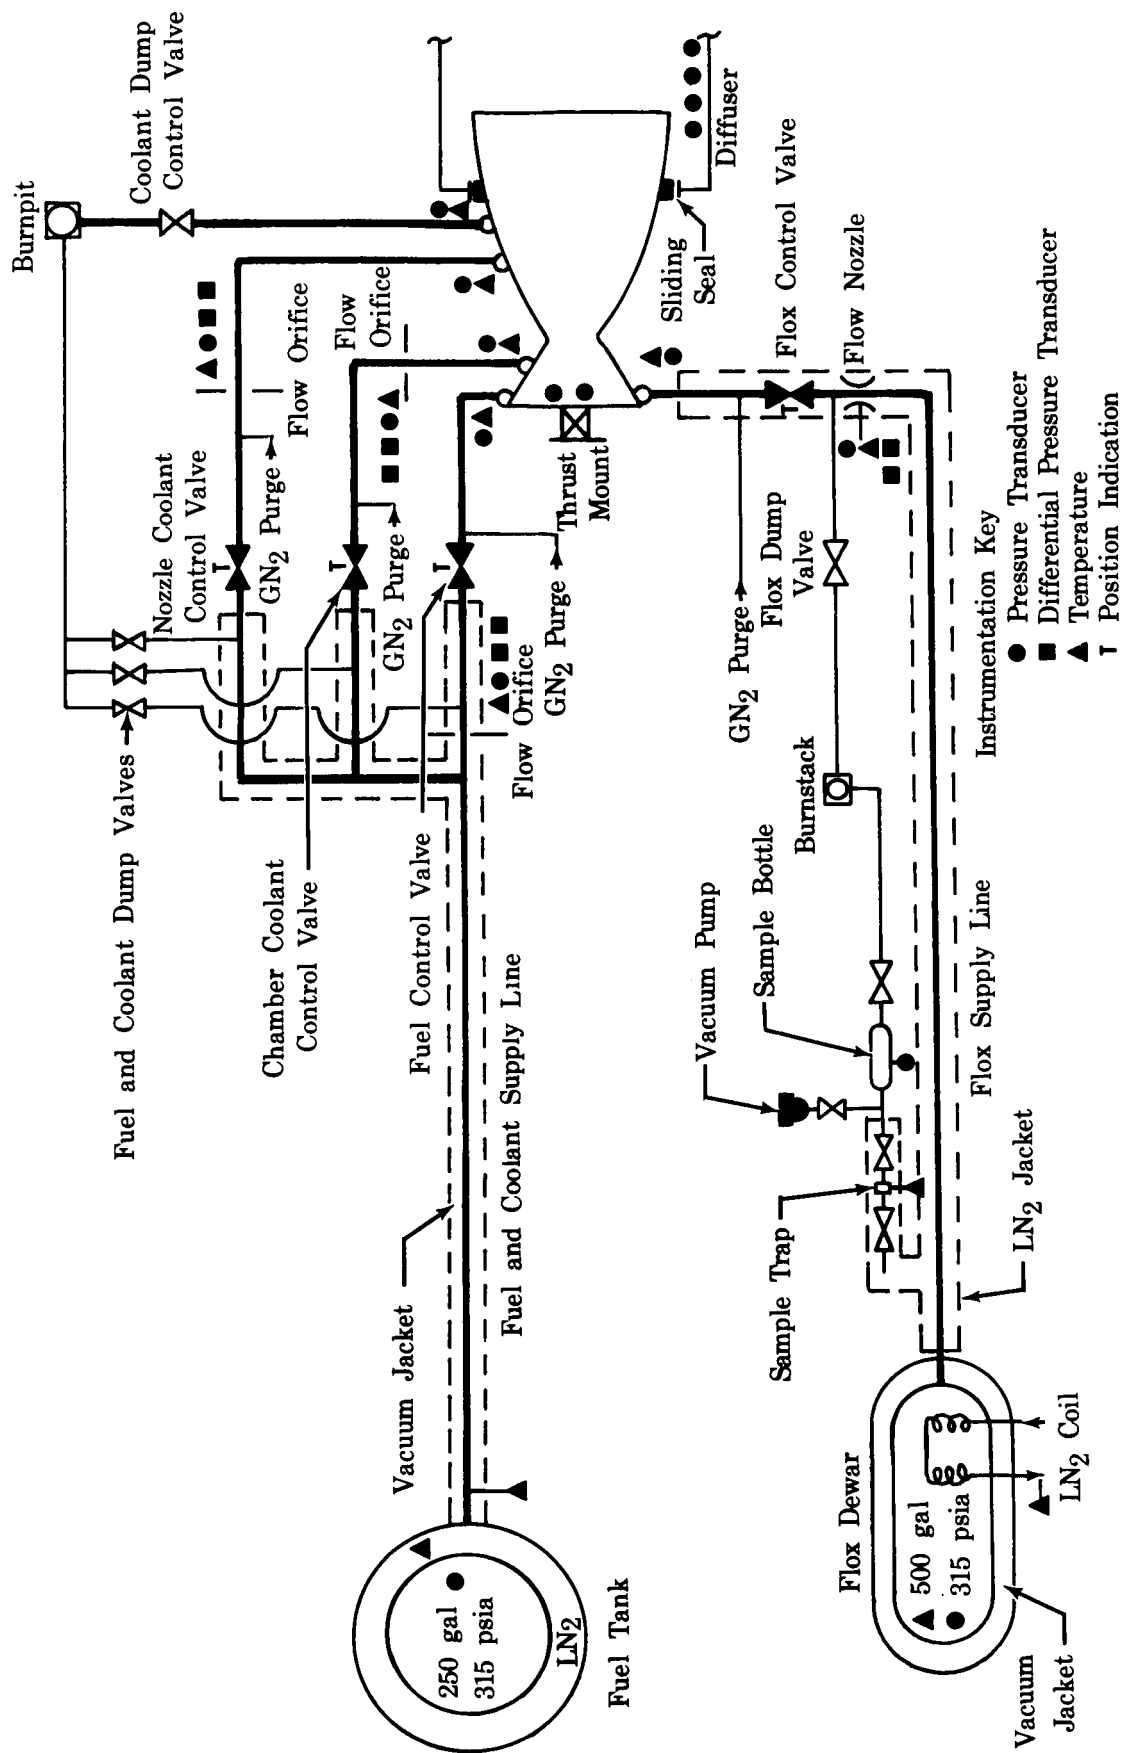 Burnpit
Coolant Dump
Control Valve
Fuel and Coolant Dump Valves
Nozzle Coolant
Control Valve
GN2 Purge
Flow Orifice
Flow
Orifice
Chamber Coolant
Control Valve
GN2 Purge
Fuel Control Valve
Flow Orifice
GN2 Purge
Thrust
Mount
Sliding
Seal
Diffuser
Vacuum Jacket
Fuel and Coolant Supply Line
250 gal
315 psia
LN2
Fuel Tank
Flox Control Valve
Flow Nozzle
GN2 Purge
Flox Dump
Valve
Burnstack
Sample Bottle
Vacuum Pump
Sample Trap
Flox Supply Line
LN2 Jacket
Flox Dewar
500 gal
315 psia
LN2 Coil
Vacuum
Jacket
Instrumentation Key
Pressure Transducer
Differential Pressure Transducer
Temperature
T Position Indication
T
T
T
T